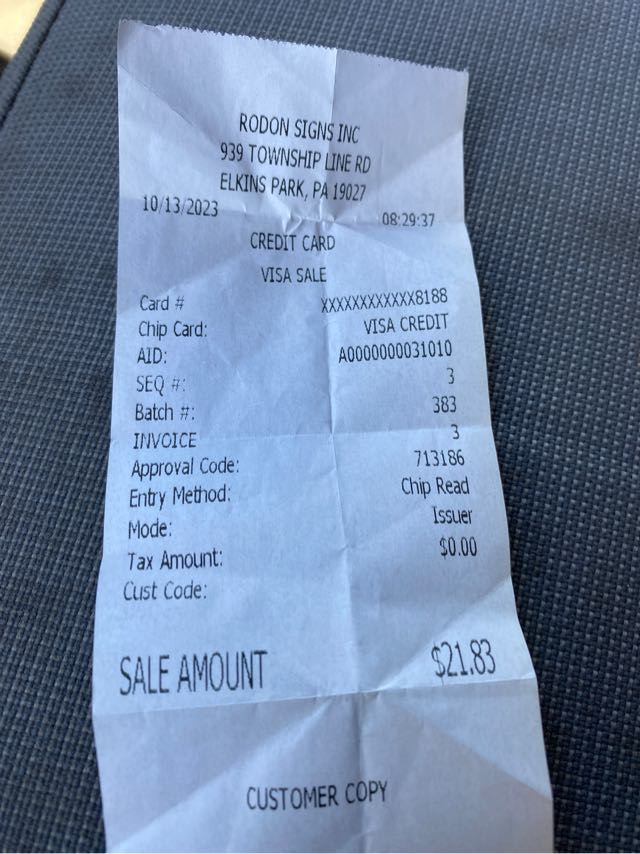 RODON SIGNS INC
939 TOWNSHIP LINE RD
ELKINS PARK, PA 19027
10/13/2023 08:29:37
CREDIT CARD
VISA SALE
Card # XXXXXXXXXXXX8188
Chip Card: VISA CREDIT
AID: A0000000031010
SEQ #: 3
Batch #: 383
INVOICE 3
Approval Code: 713186
Entry Method: Chip Read
Mode: Issuer
Tax Amount: $0.00
Cust Code:
SALE AMOUNT $21.83
CUSTOMER COPY